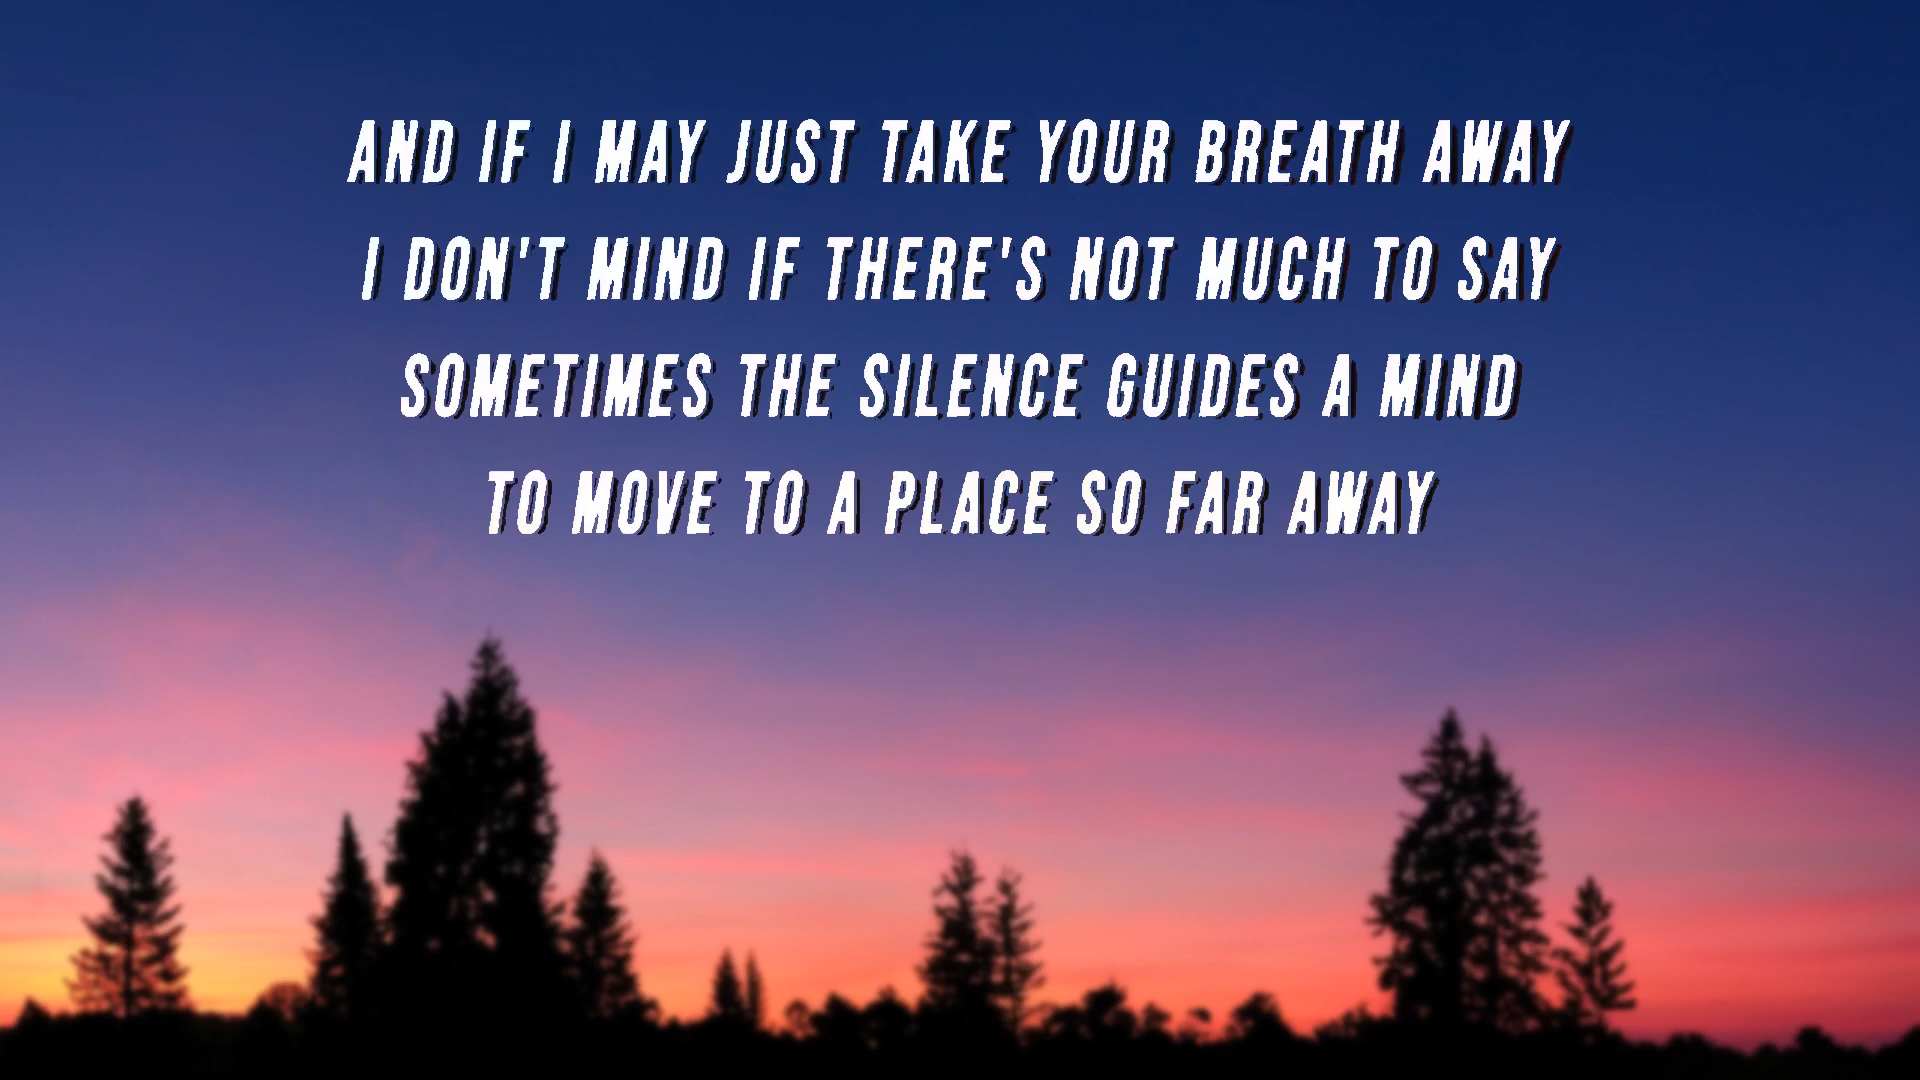 AND IF I MAY JUST TAKE YOUR BREATH AWAY
I DON'T MIND IF THERE'S NOT MUCH TO SAY
SOMETIMES THE SILENCE GUIDES A MIND
TO MOVE TO A PLACE SO FAR AWAY